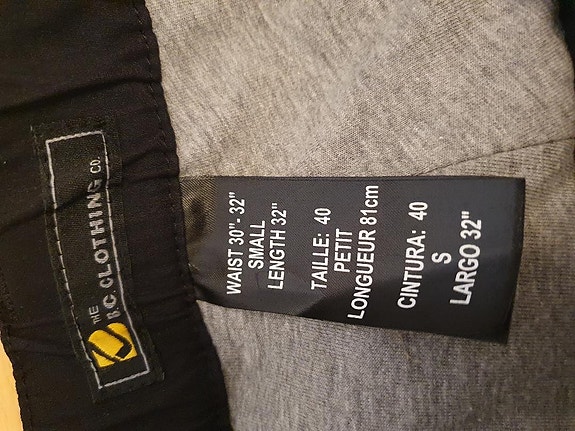 THE
B.C. CLOTHING CO.
WAIST 30"- 32"
SMALL
LENGTH 32"
TAILLE: 40
PETIT
LONGUEUR 81cm
CINTURA: 40
S
LARGO 32"